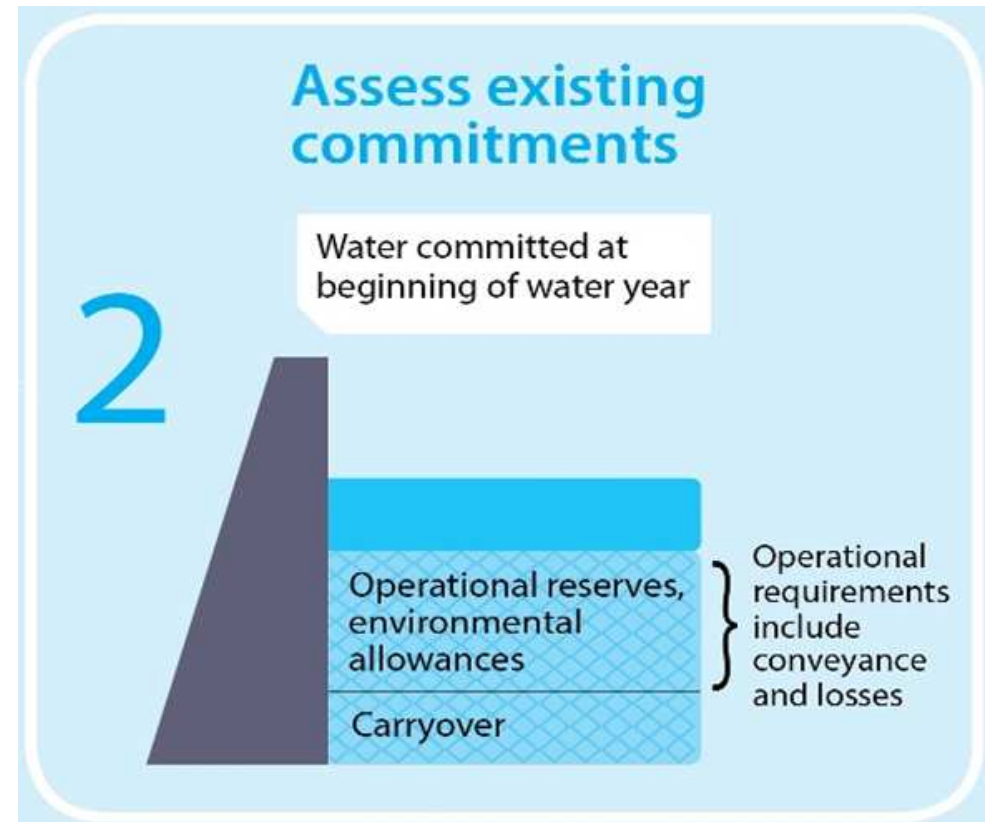 Assess existing
commitments
Water committed at
beginning of water year
2
Operational reserves,
environmental
allowances
Carryover
Operational
requirements
include
conveyance
and losses